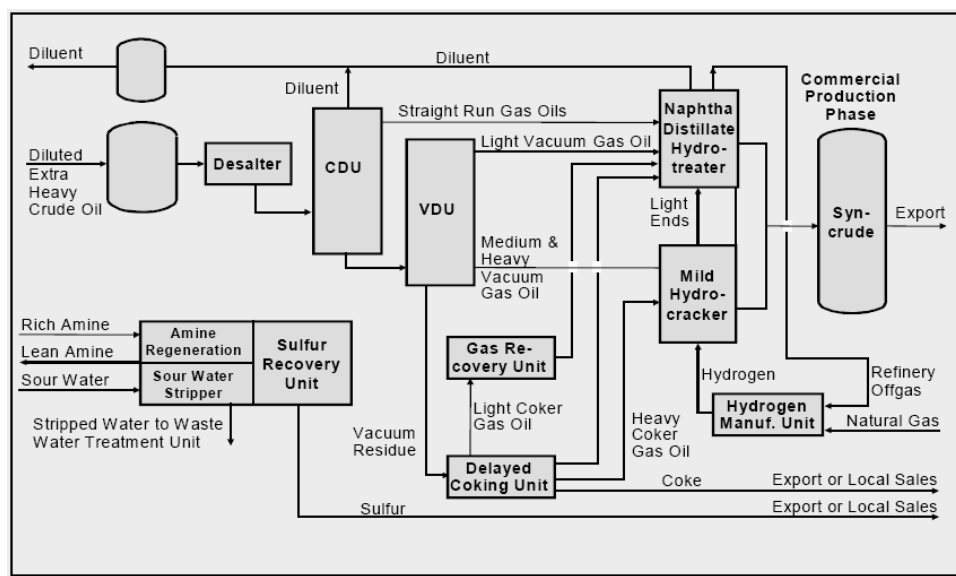 Diluent
Diluent
Diluent
Commercial
Production
Phase
Straight Run Gas Oils
Naphtha
Distillate
Hydro-
treater
Light Vacuum Gas Oil
Diluted
Extra
Heavy
Crude Oil
Desalter
CDU
VDU
Light
Ends
Syn-
crude
Export
Medium & Heavy
Vacuum
Gas Oil
Mild
Hydro-
cracker
Rich Amine
Lean Amine
Sour Water
Amine
Regeneration
Sour Water
Stripper
Sulfur
Recovery
Unit
Gas Re-
covery Unit
Hydrogen
Refinery
Offgas
Light Coker
Gas Oil
Hydrogen
Manuf. Unit
Natural Gas
Stripped Water to Waste
Water Treatment Unit
Vacuum
Residue
Heavy
Coker
Gas Oil
Delayed
Coking Unit
Coke
Export or Local Sales
Sulfur
Export or Local Sales